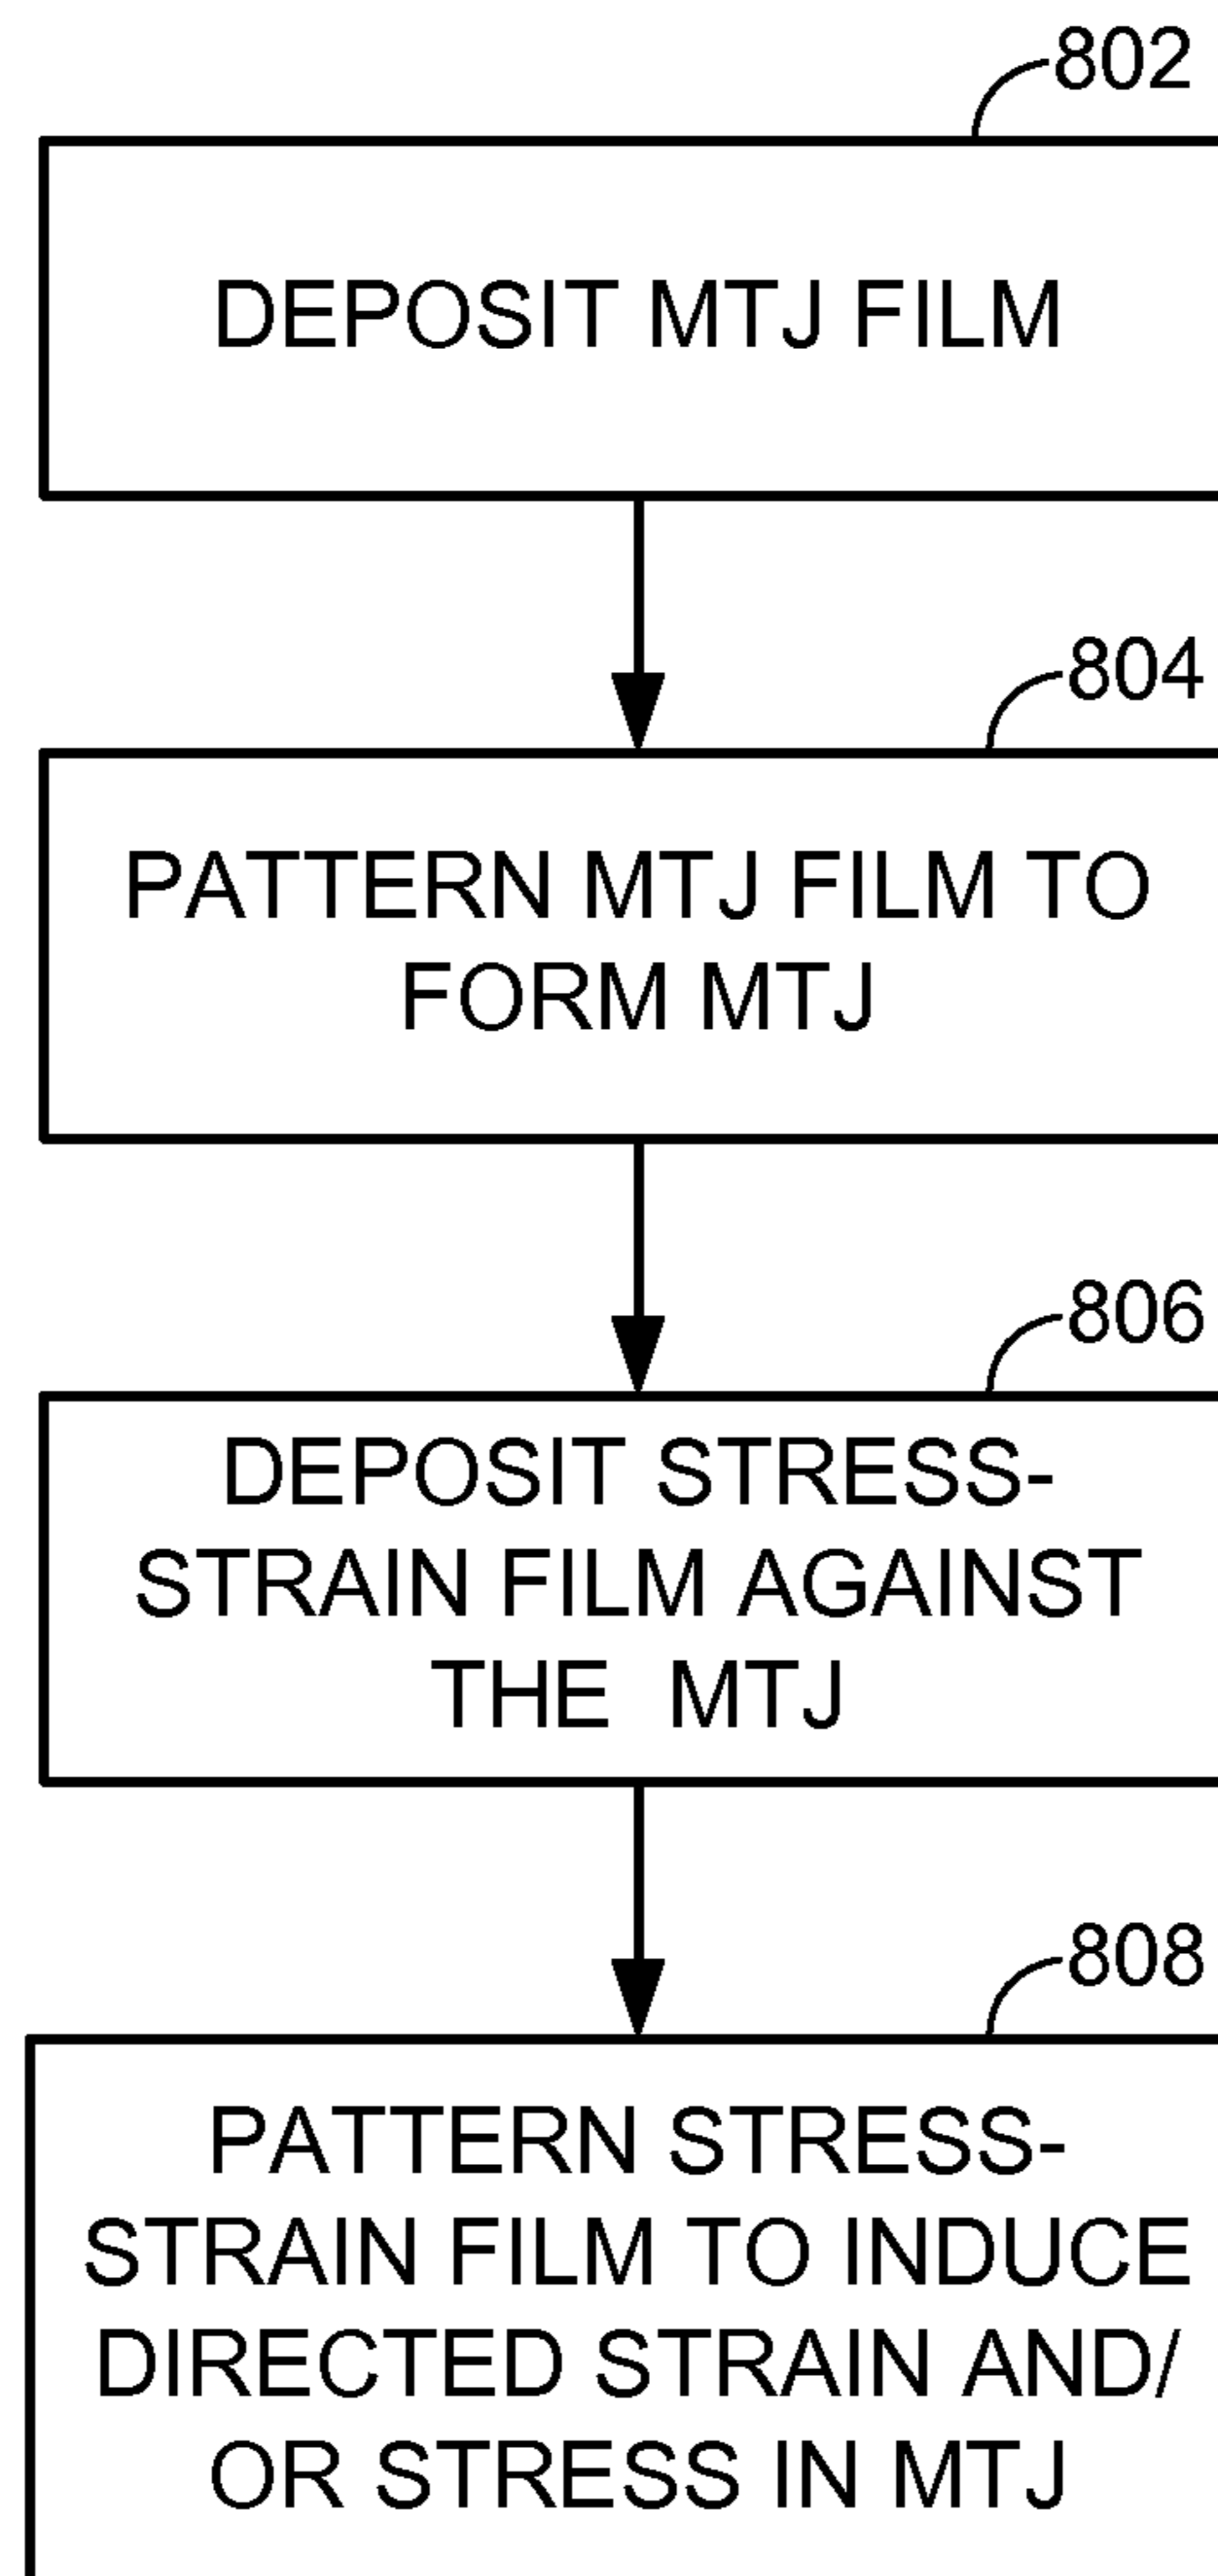 802
DEPOSIT MTJ FILM
804
PATTERN MTJ FILM TO
FORM MTJ
806
DEPOSIT STRESS-
STRAIN FILM AGAINST
THE MTJ
808
PATTERN STRESS-
STRAIN FILM TO INDUCE
DIRECTED STRAIN AND/
OR STRESS IN MTJ